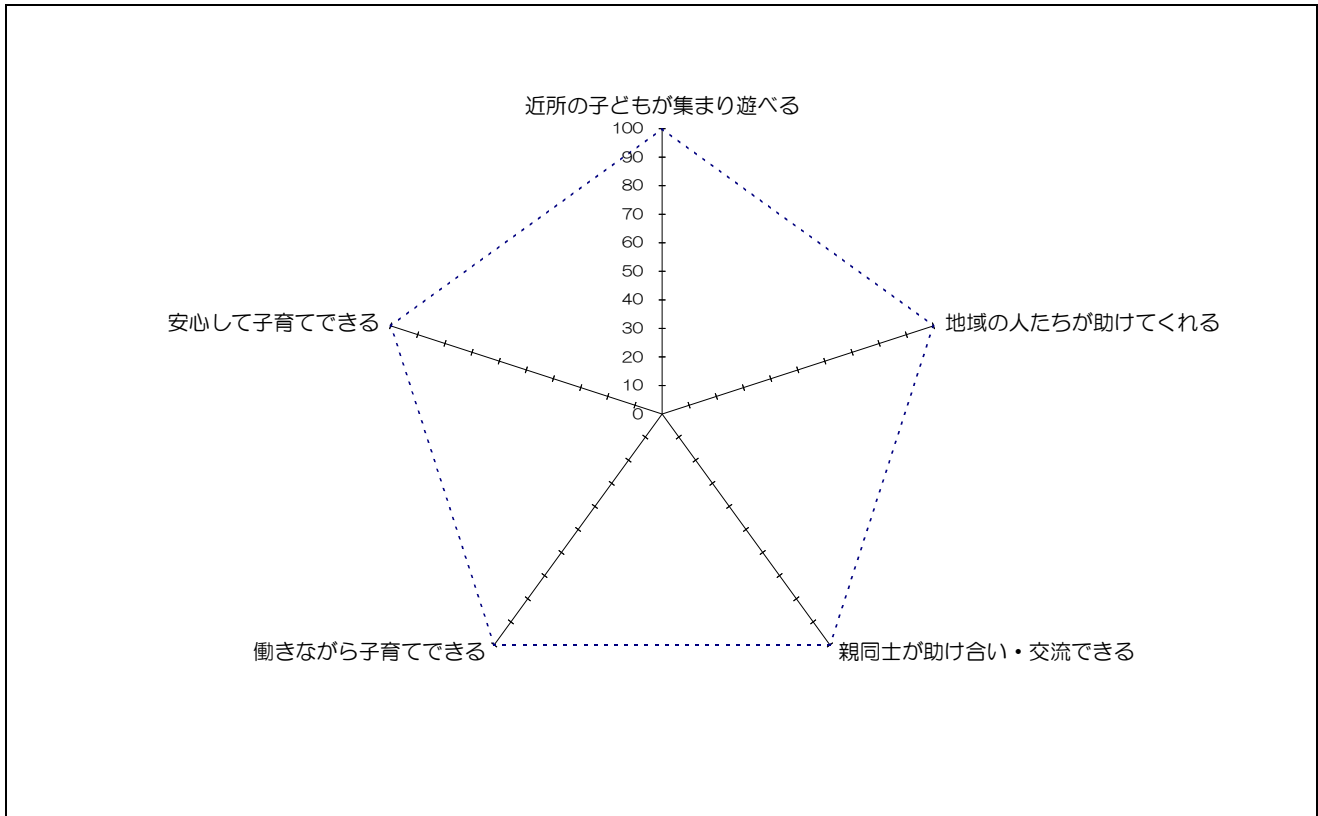 近所の子どもが集まり遊べる
100
90
80
70
60
50
40
30
20
10
0
安心して子育てできる
地域の人たちが助けてくれる
働きながら子育てできる
親同士が助け合い・交流できる